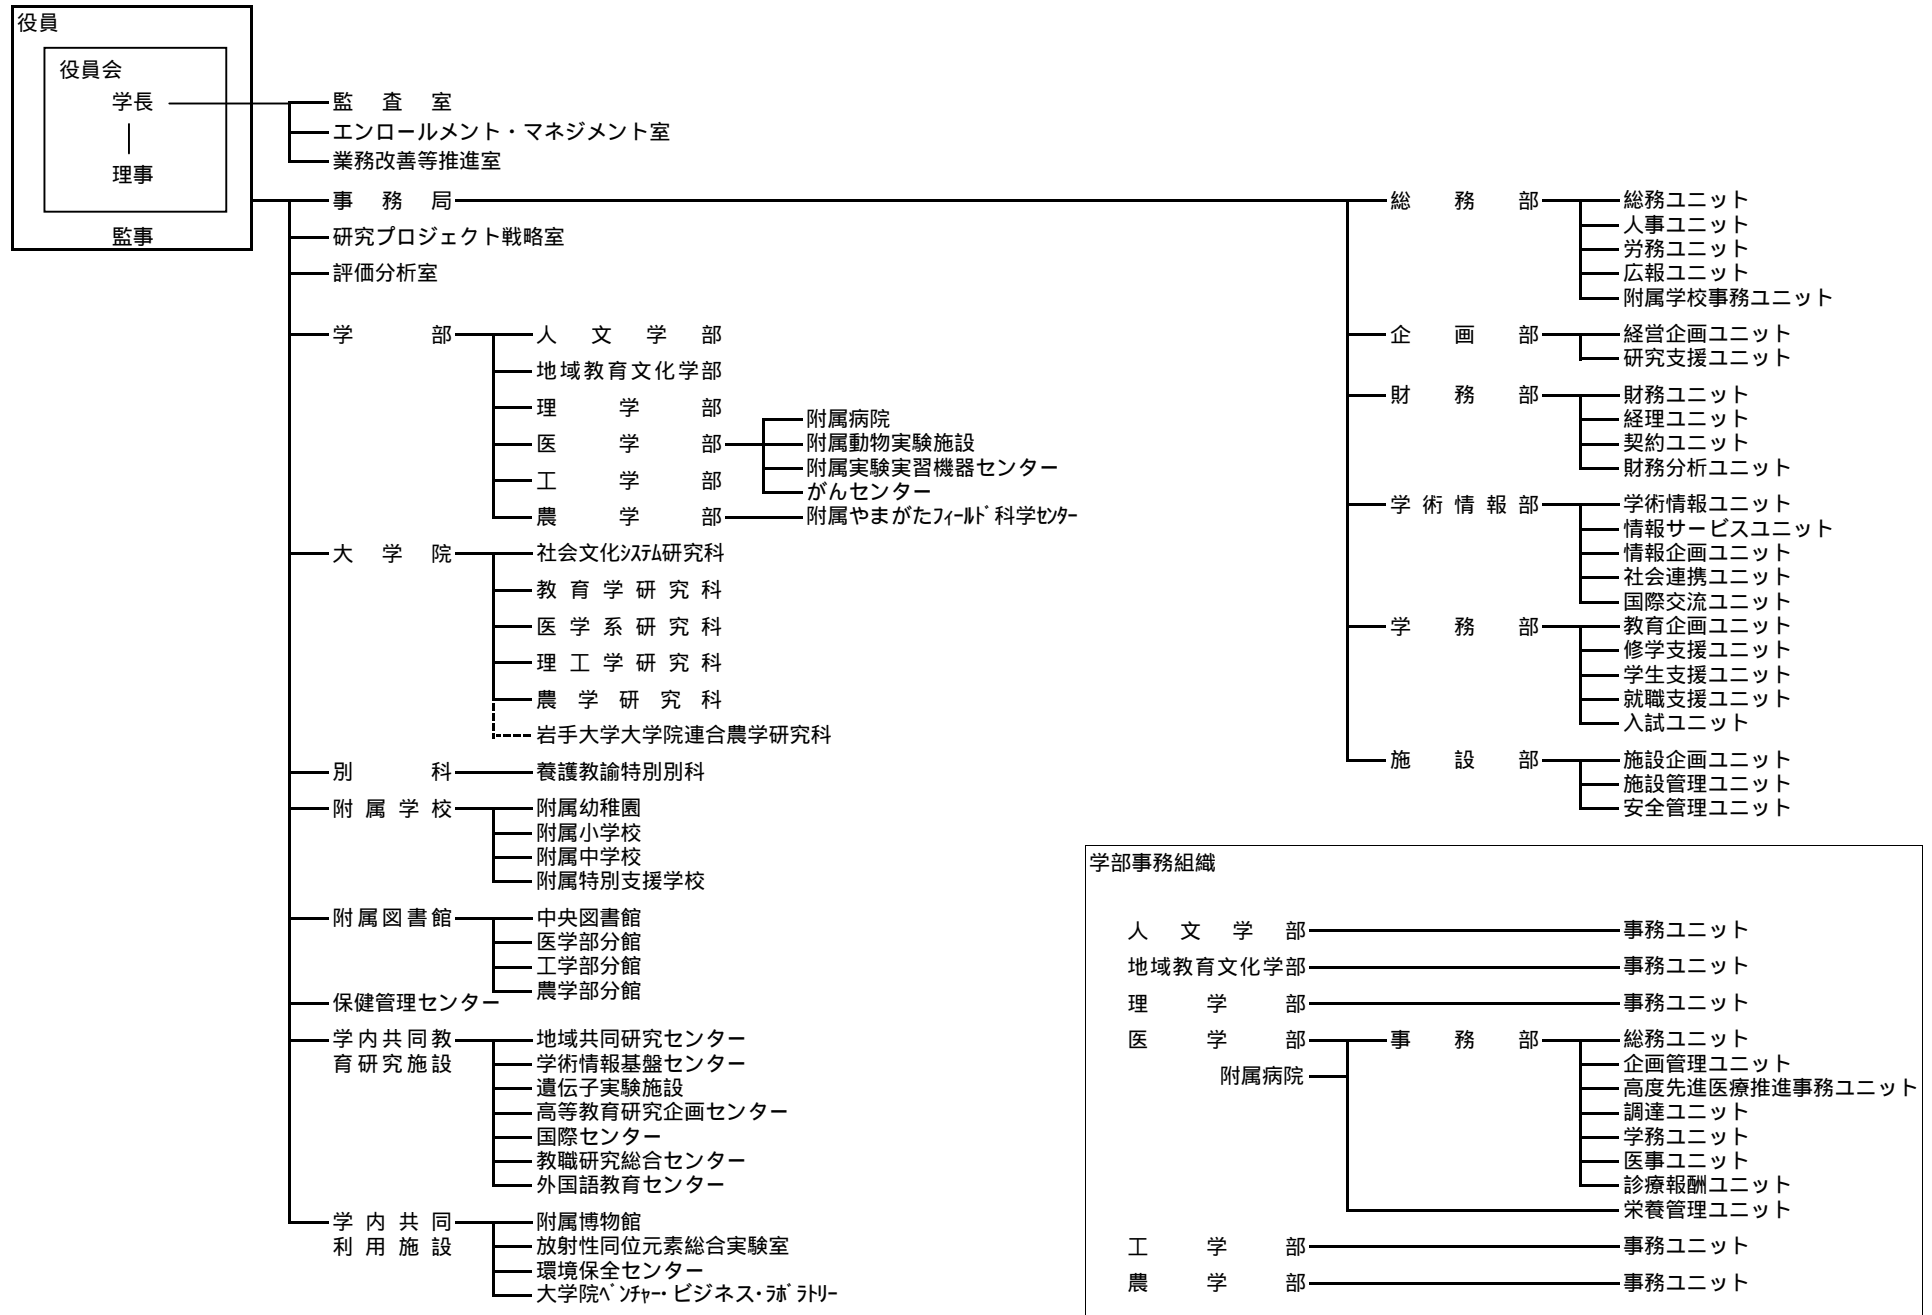 役員
役員会
学長
理事
監事
監査室
エンロールメント・マネジメント室
業務改善等推進室
事務局
研究プロジェクト戦略室
評価分析室
学部
人文学部
地域教育文化学部
理学部
医学部
附属病院
附属動物実験施設
附属実験実習機器センター
がんセンター
工学部
農学部
附属やまがたフィールド科学センター
大学院
社会文化システム研究科
教育学研究科
医学系研究科
理工学研究科
農学研究科
岩手大学大学院連合農学研究科
別科
養護教諭特別別科
附属学校
附属幼稚園
附属小学校
附属中学校
附属特別支援学校
附属図書館
中央図書館
医学部分館
工学部分館
農学部分館
保健管理センター
学内共同教
育研究施設
地域共同研究センター
学術情報基盤センター
遺伝子実験施設
高等教育研究企画センター
国際センター
教職研究総合センター
外国語教育センター
学内共同
利用施設
附属博物館
放射性同位元素総合実験室
環境保全センター
大学院ベンチャー・ビジネス・ラボラトリー
総務部
総務ユニット
人事ユニット
労務ユニット
広報ユニット
附属学校事務ユニット
企画部
経営企画ユニット
研究支援ユニット
財務部
財務ユニット
経理ユニット
契約ユニット
財務分析ユニット
学術情報部
学術情報ユニット
情報サービスユニット
情報企画ユニット
社会連携ユニット
国際交流ユニット
学務部
教育企画ユニット
修学支援ユニット
学生支援ユニット
就職支援ユニット
入試ユニット
施設部
施設企画ユニット
施設管理ユニット
安全管理ユニット
学部事務組織
人文学部 事務ユニット
地域教育文化学部 事務ユニット
理学部 事務ユニット
医学部 事務部 総務ユニット
企画管理ユニット
附属病院
高度先進医療推進事務ユニット
調達ユニット
学務ユニット
医事ユニット
診療報酬ユニット
栄養管理ユニット
工学部 事務ユニット
農学部 事務ユニット